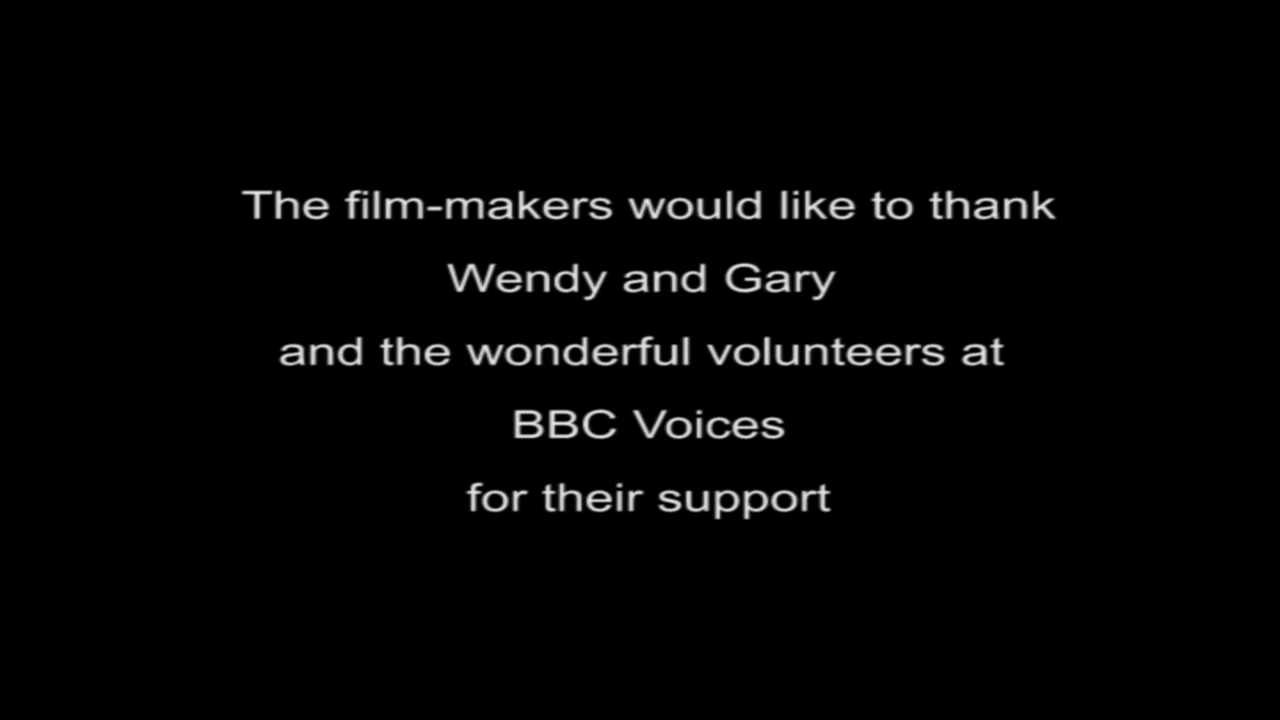 The film-makers would like to thank
Wendy and Gary
and the wonderful volunteers at
BBC Voices
for their support